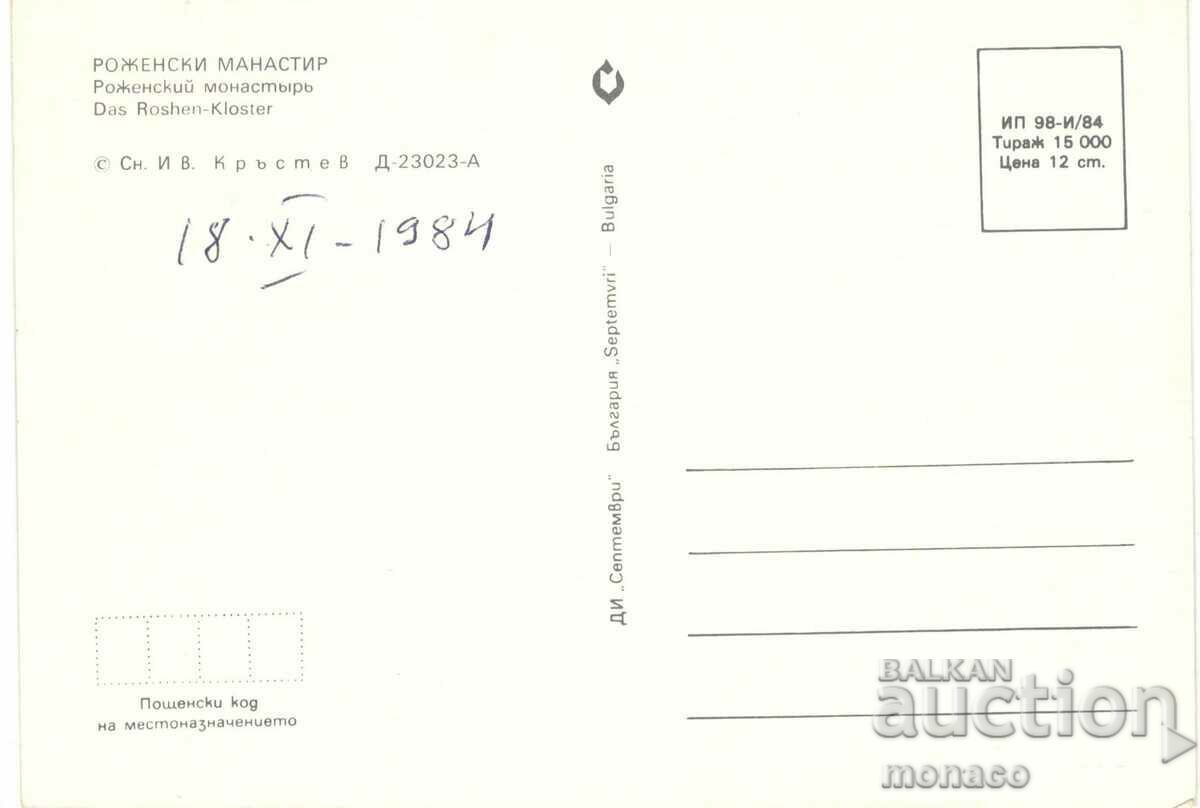 РОЖЕНСКИ МАНАСТИР
Роженский монастырь
Das Roshen-Kloster
© Сн. И В. Кръстев Д-23023-А
18.XI-1984
Пощенски код
на местоназначението
ДИ „Септември" България „Septemvri" — Bulgaria
ИП 98-И/84
Тираж 15 000
Цена 12 ст.
BALKAN
auction
monaco